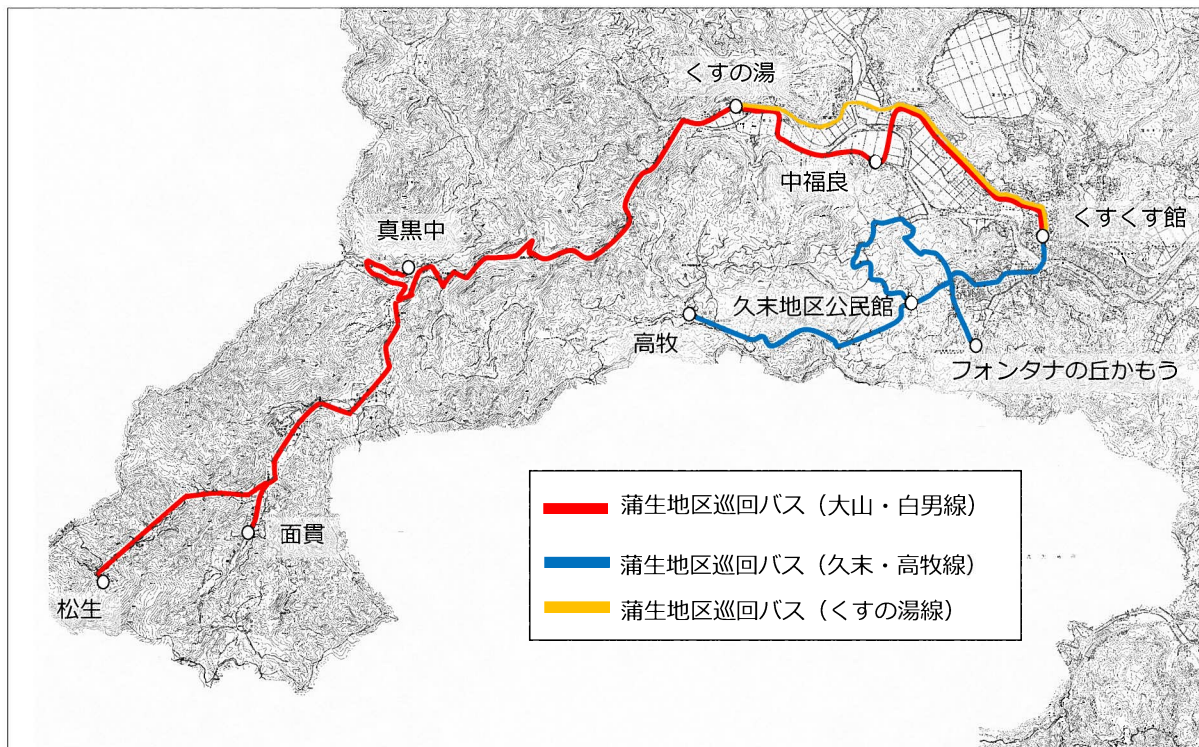 くすの湯
中福良
くすくす館
真黒中
久末地区公民館
高牧
フォンタナの丘かもう
面貫
松生
蒲生地区巡回バス（大山・白男線）
蒲生地区巡回バス（久末・高牧線）
蒲生地区巡回バス（くすの湯線）